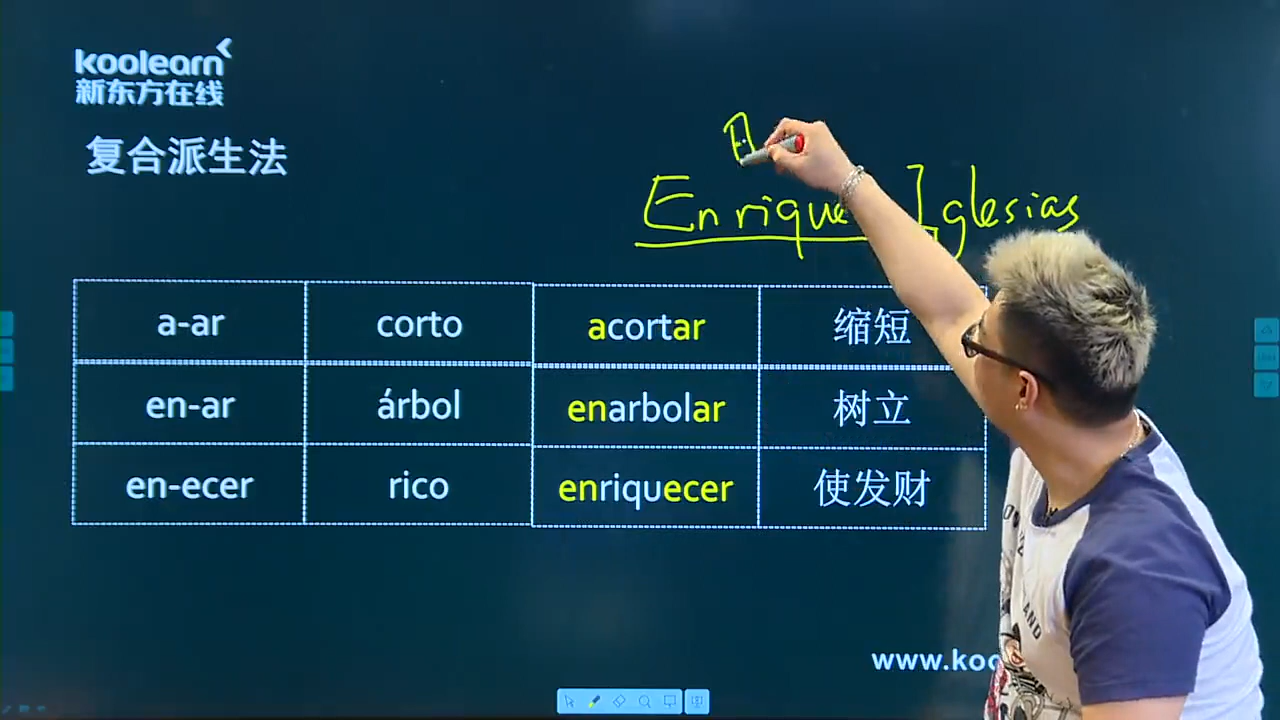 koolearn
新东方在线
复合派生法
Enrique Iglesias
a-ar corto acortar 缩短
en-ar árbol enarbolar 树立
en-ecer rico enriquecer 使发财
www.koo
AND